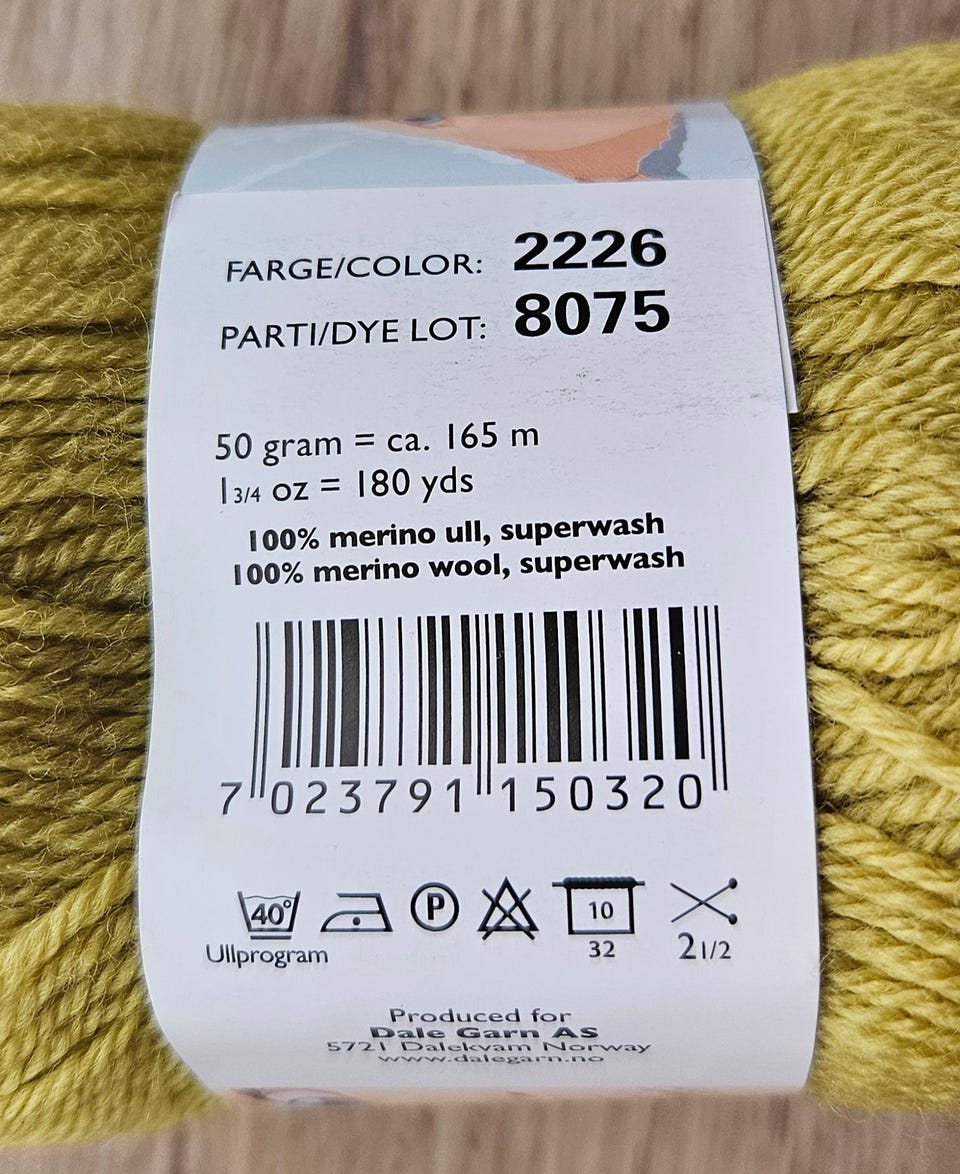 FARGE/COLOR: 2226
PARTI/DYE LOT: 8075
50 gram = ca. 165 m
1 3/4 oz = 180 yds
100% merino ull, superwash
100% merino wool, superwash
7 023791 150320
40° P 10
Ullprogram 32 2 1/2
Produced for
Dale Garn AS
5721 Dalekvam Norway
www.dalegarn.no